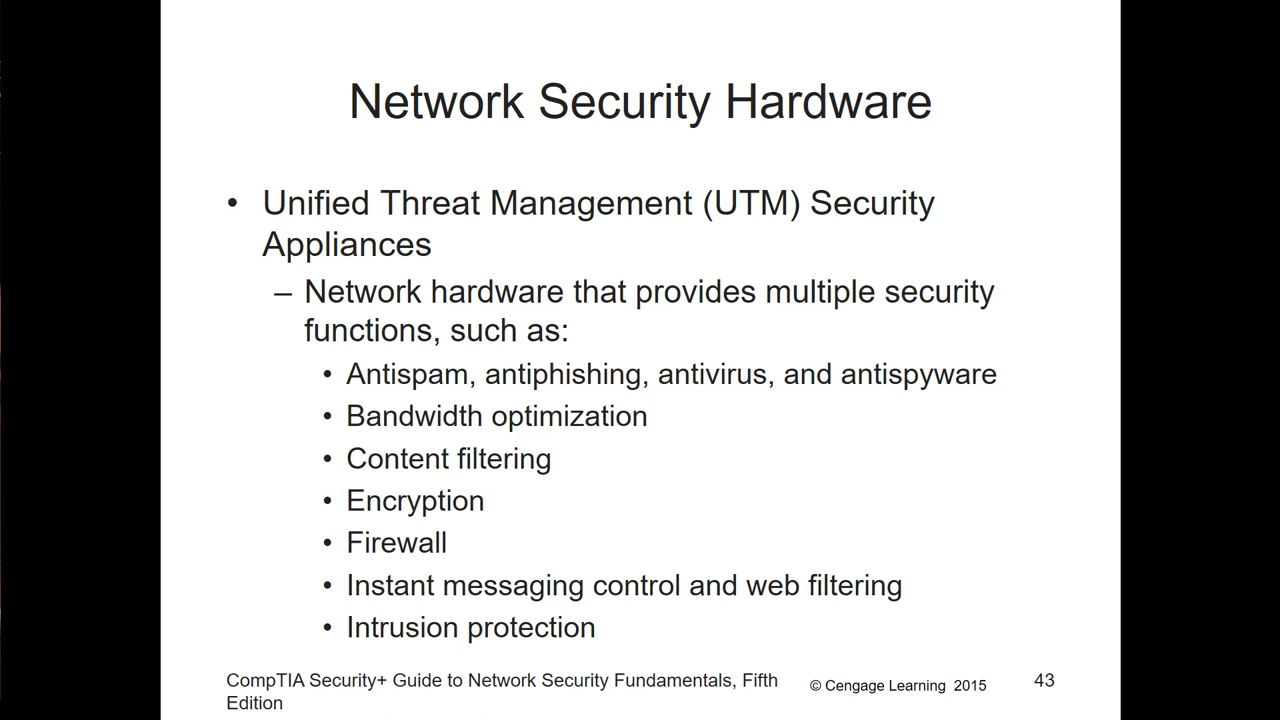 Network Security Hardware
• Unified Threat Management (UTM) Security
Appliances
– Network hardware that provides multiple security
functions, such as:
• Antispam, antiphishing, antivirus, and antispyware
• Bandwidth optimization
• Content filtering
• Encryption
• Firewall
• Instant messaging control and web filtering
• Intrusion protection
CompTIA Security+ Guide to Network Security Fundamentals, Fifth
Edition
© Cengage Learning 2015
43